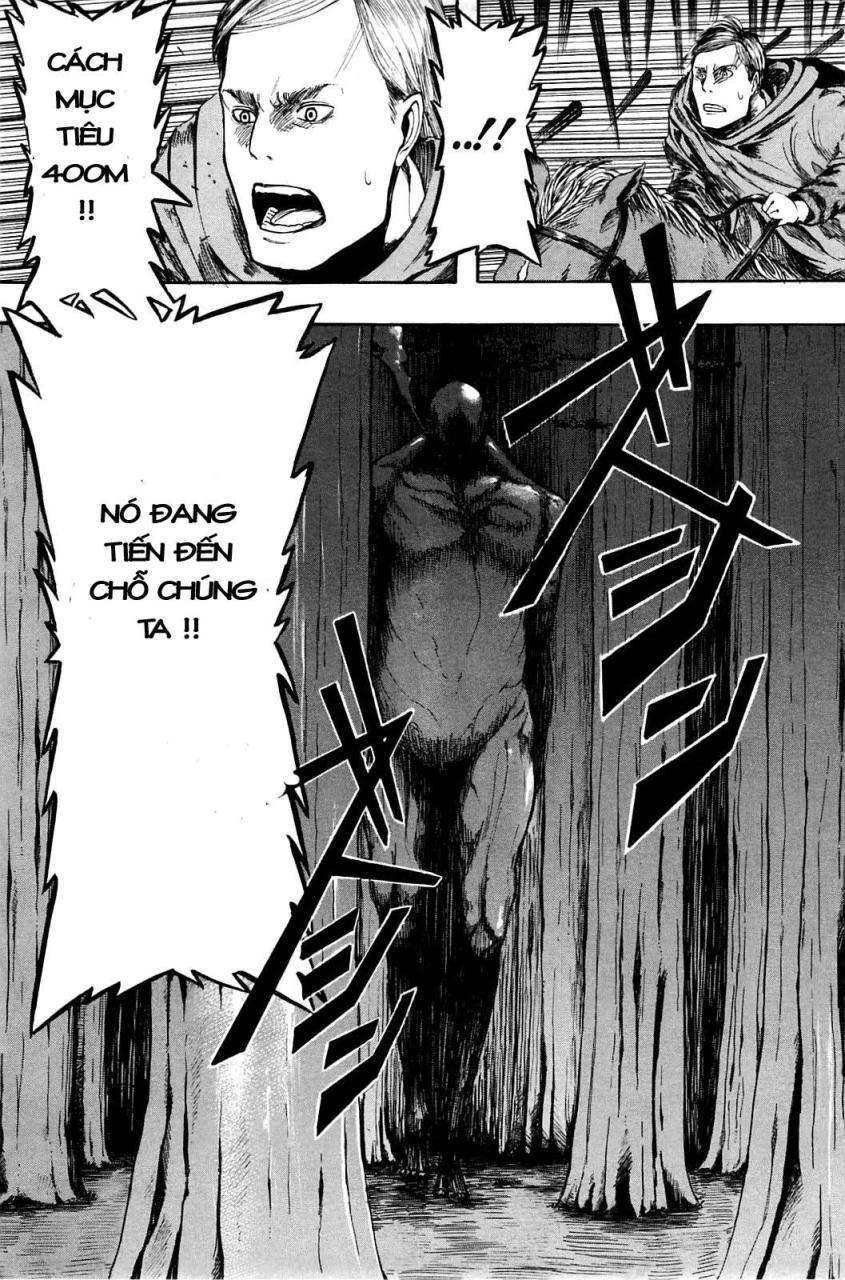 ..!!
CÁCH
MỤC
TIÊU
400M
!!
NÓ ĐANG
TIẾN ĐẾN
CHỖ CHÚNG
TA !!
ズシン
ズシン